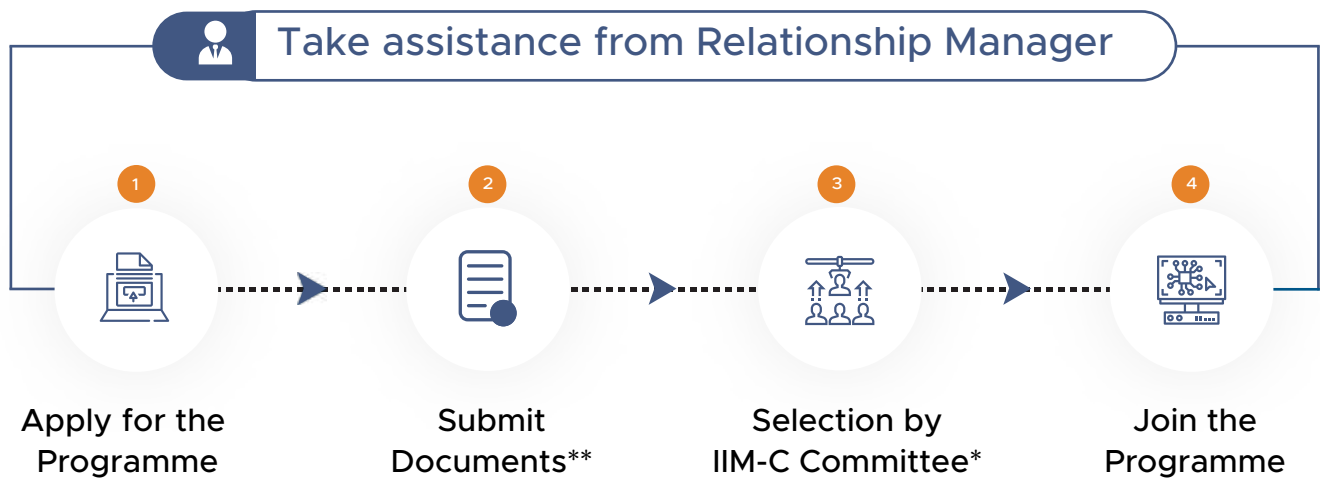 Take assistance from Relationship Manager
1
2
3
4
Apply for the
Programme
Submit
Documents**
Selection by
IIM-C Committee*
Join the
Programme